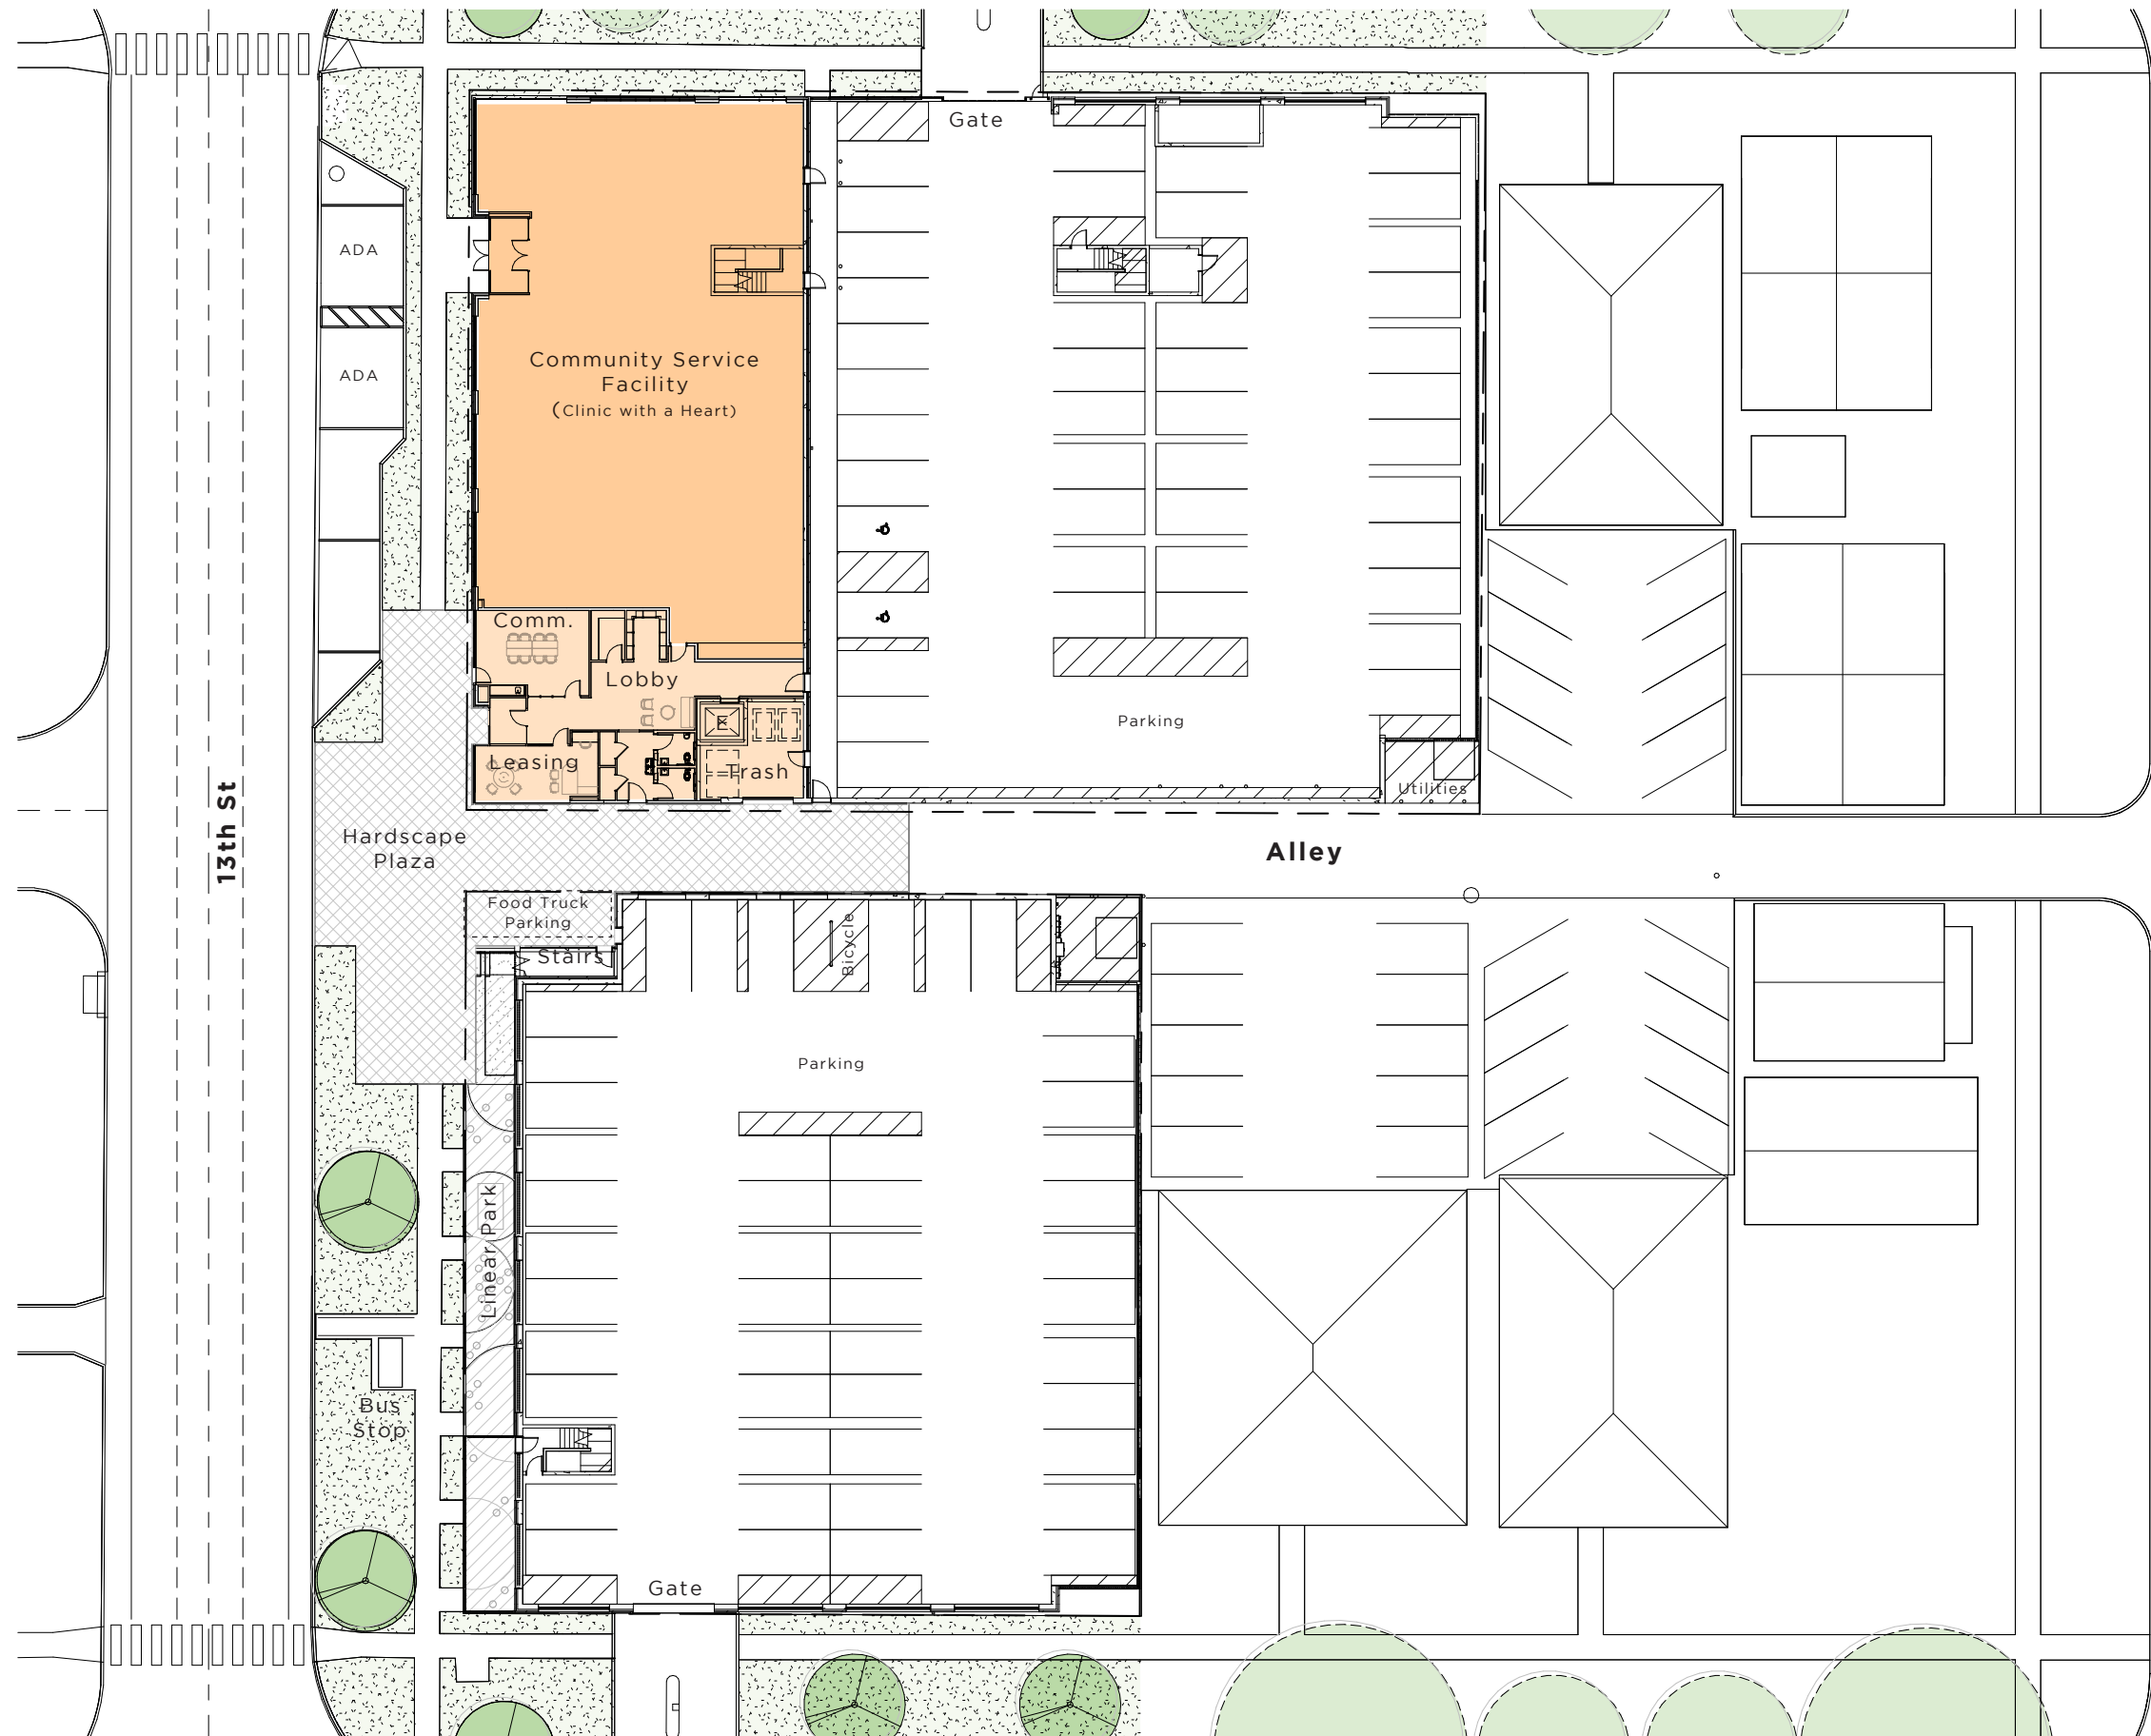 Gate
ADA
ADA
Community Service
Facility
(Clinic with a Heart)
Comm.
Lobby
E
Leasing
Trash
Parking
Utilities
13th St
Hardscape
Plaza
Alley
Food Truck
Parking
Stairs
Bicycle
Parking
Linear Park
Bus
Stop
Gate